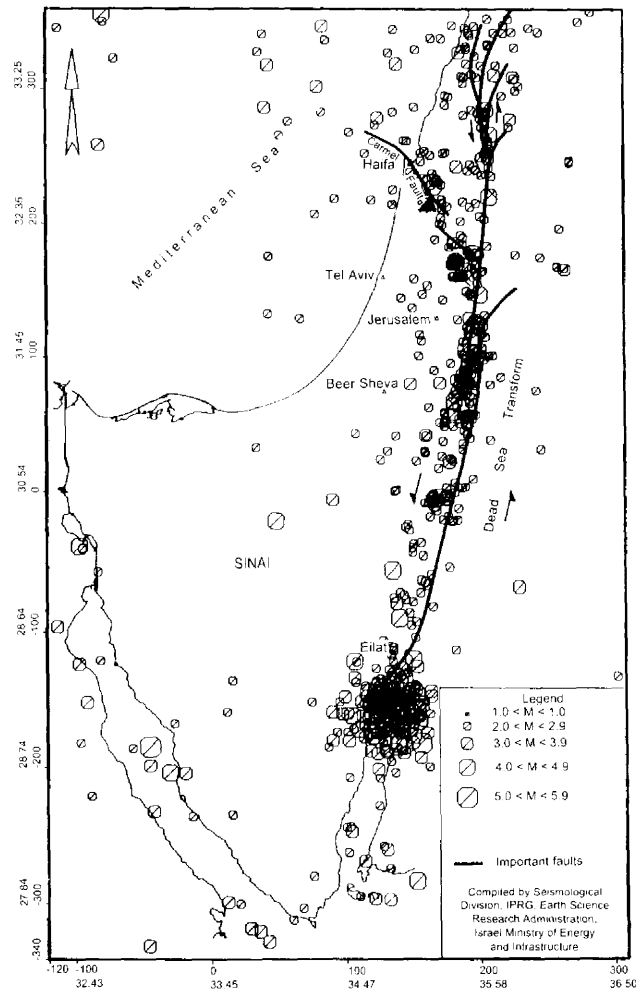 33.25
300
32.35
200
31.45
100
30.54
0
28.64
-100
28.74
-200
27.84
-300
-340
Mediterranean Sea
Carmel Fault
Haifa
Tel Aviv
Jerusalem
Beer Sheva
Dead Sea Transform
SINAI
Eilat
Legend
1.0 < M < 1.0
2.0 < M < 2.9
3.0 < M < 3.9
4.0 < M < 4.9
5.0 < M < 5.9
Important faults
Compiled by Seismological
Division, IPRG, Earth Science
Research Administration,
Israel Ministry of Energy
and Infrastructure
-120 -100 0 100 200 300
32.43 33.45 34.47 35.58 36.50